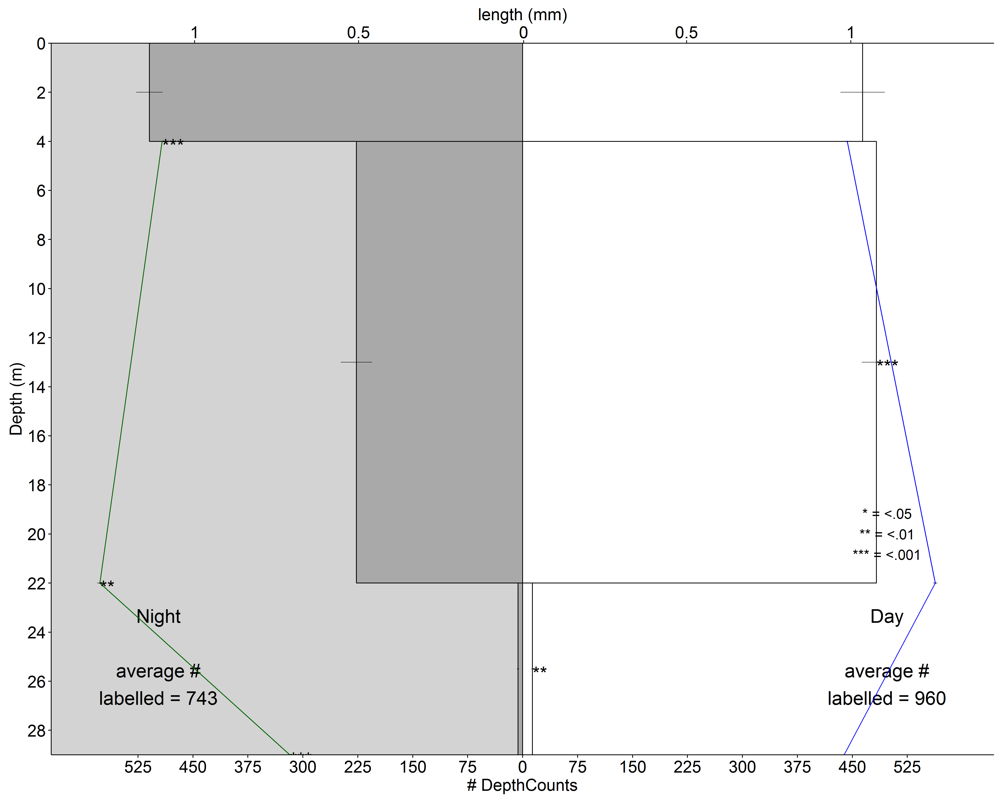 length (mm)
1 0.5 0 0.5 1
0
2
4
***
6
8
10
12
***
14
Depth (m)
16
18
* = <.05
20
** = <.01
*** = <.001
22
**
Night Day
24
average # ** average #
26
labelled = 743 labelled = 960
28
***
525 450 375 300 225 150 75 0 75 150 225 300 375 450 525
# DepthCounts